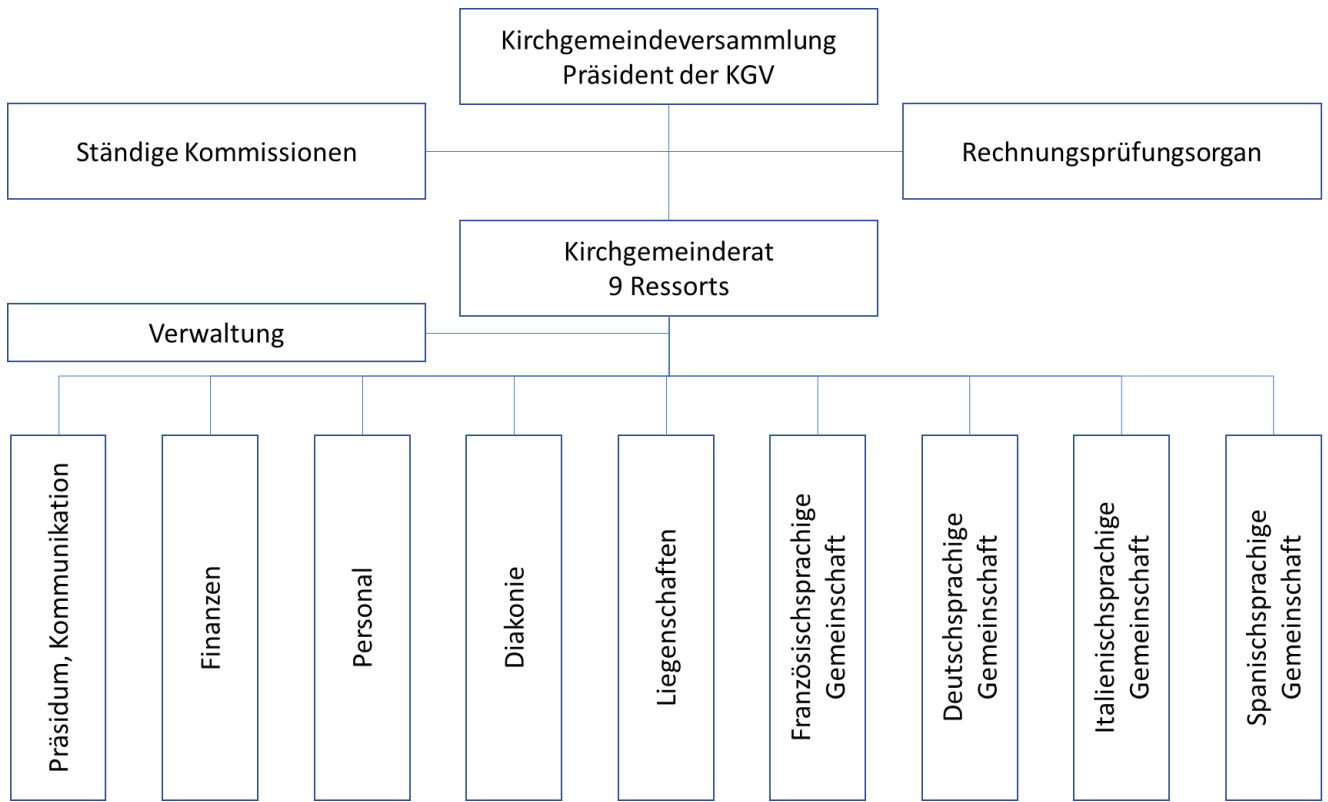 Kirchgemeindeversammlung
Präsident der KGV
Ständige Kommissionen
Rechnungsprüfungsorgan
Kirchgemeinderat
9 Ressorts
Verwaltung
Präsidum, Kommunikation
Finanzen
Personal
Diakonie
Liegenschaften
Französischsprachige
Gemeinschaft
Deutschsprachige
Gemeinschaft
Italienischsprachige
Gemeinschaft
Spanischsprachige
Gemeinschaft